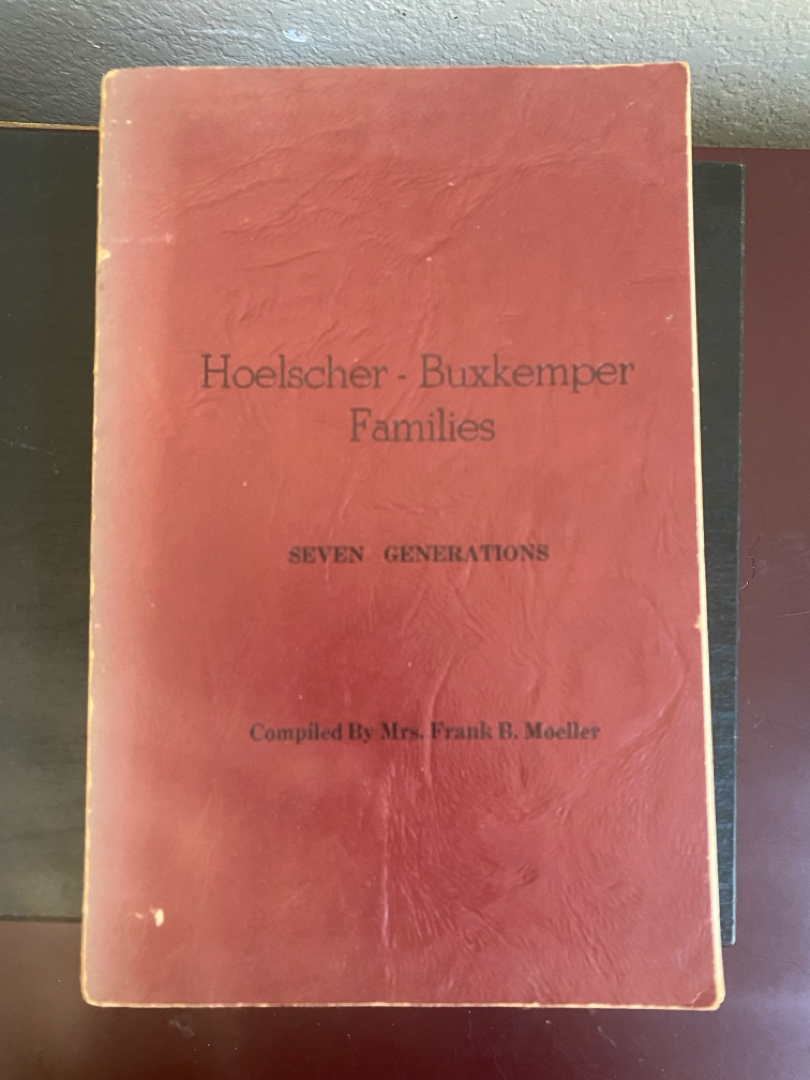 Hoelscher - Buxkemper
Families
SEVEN GENERATIONS
Compiled By Mrs. Frank B. Moeller